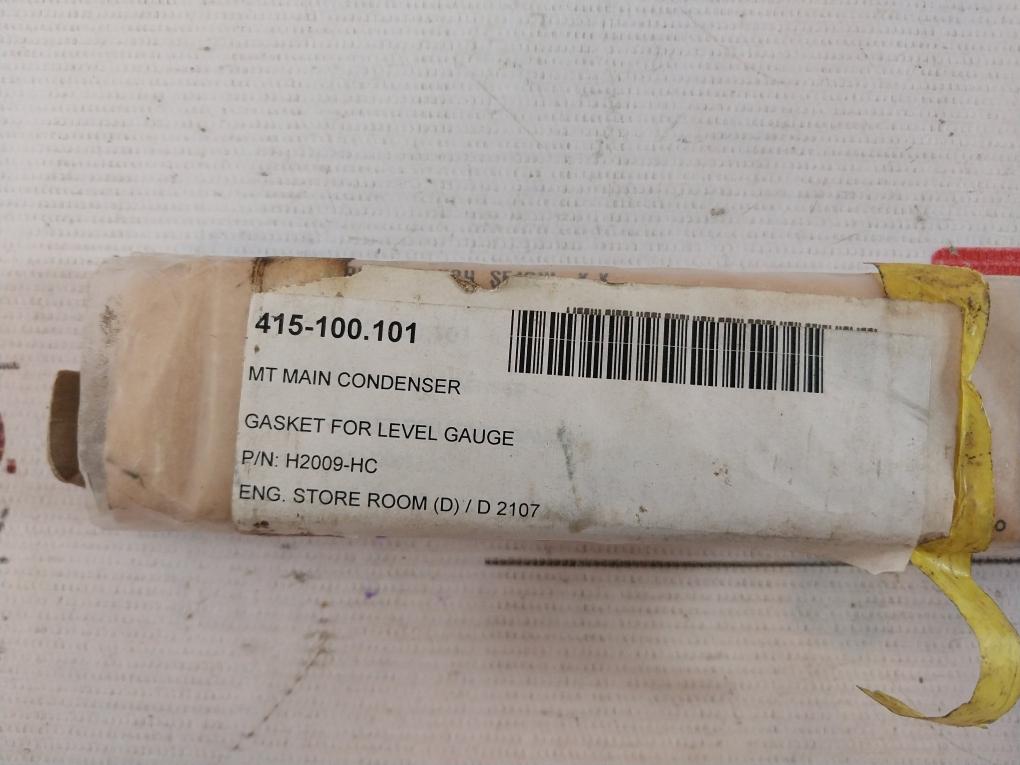 415-100.101
MT MAIN CONDENSER
GASKET FOR LEVEL GAUGE
P/N: H2009-HC
ENG. STORE ROOM (D) / D 2107